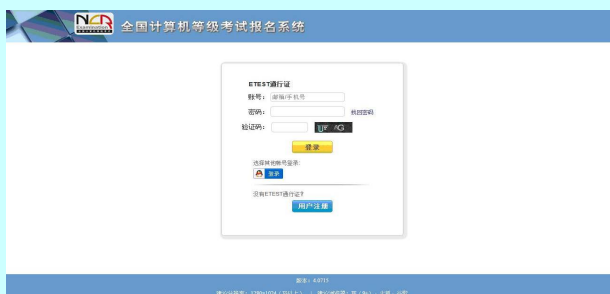 NCR
全国计算机等级考试报名系统
ETEST通行证
账号： 邮箱/手机号
密码： 找回密码
验证码：
登录
选择其他账号登录:
登录
没有ETEST通行证？
用户注册